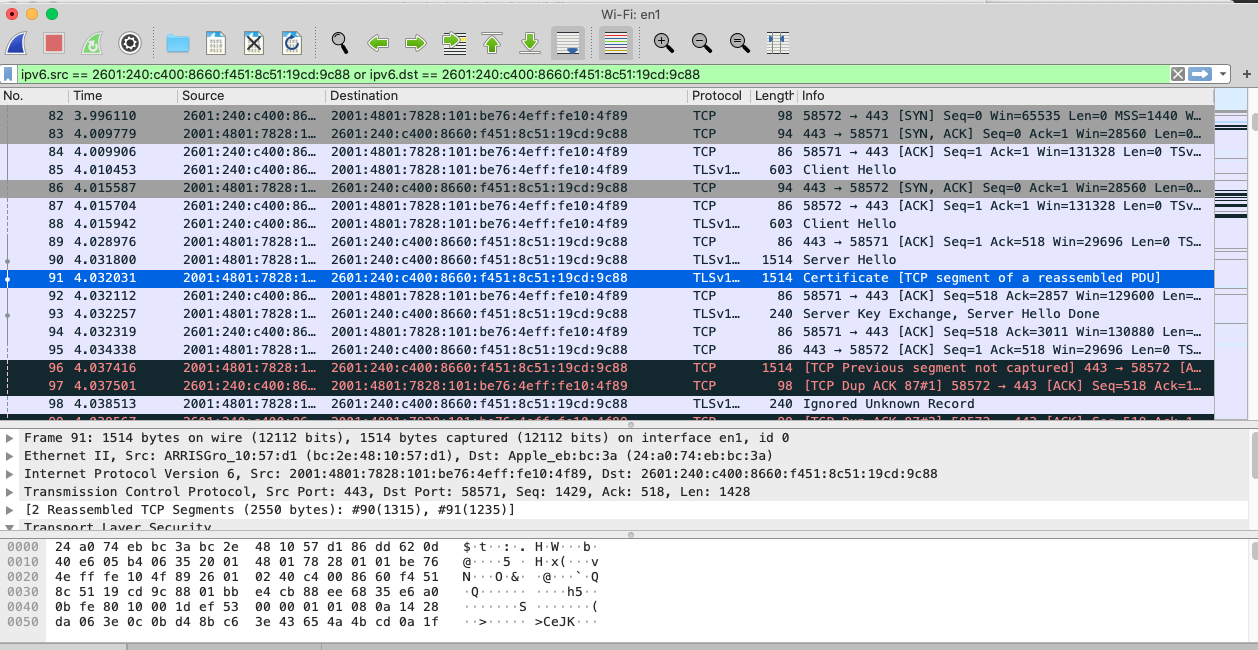 Wi-Fi: en1
ipv6.src == 2601:240:c400:8660:f451:8c51:19cd:9c88 or ipv6.dst == 2601:240:c400:8660:f451:8c51:19cd:9c88
No. Time Source Destination Protocol Length Info
82 3.996110 2601:240:c400:86… 2001:4801:7828:101:be76:4eff:fe10:4f89 TCP 98 58572 → 443 [SYN] Seq=0 Win=65535 Len=0 MSS=1440 W…
83 4.009779 2001:4801:7828:1… 2601:240:c400:8660:f451:8c51:19cd:9c88 TCP 94 443 → 58571 [SYN, ACK] Seq=0 Ack=1 Win=28560 Len=0…
84 4.009906 2601:240:c400:86… 2001:4801:7828:101:be76:4eff:fe10:4f89 TCP 86 58571 → 443 [ACK] Seq=1 Ack=1 Win=131328 Len=0 TSv…
85 4.010453 2601:240:c400:86… 2001:4801:7828:101:be76:4eff:fe10:4f89 TLSv1… 603 Client Hello
86 4.015587 2001:4801:7828:1… 2601:240:c400:8660:f451:8c51:19cd:9c88 TCP 94 443 → 58572 [SYN, ACK] Seq=0 Ack=1 Win=28560 Len=0…
87 4.015704 2601:240:c400:86… 2001:4801:7828:101:be76:4eff:fe10:4f89 TCP 86 58572 → 443 [ACK] Seq=1 Ack=1 Win=131328 Len=0 TSv…
88 4.015942 2601:240:c400:86… 2001:4801:7828:101:be76:4eff:fe10:4f89 TLSv1… 603 Client Hello
89 4.028976 2001:4801:7828:1… 2601:240:c400:8660:f451:8c51:19cd:9c88 TCP 86 443 → 58571 [ACK] Seq=1 Ack=518 Win=29696 Len=0 TS…
90 4.031800 2001:4801:7828:1… 2601:240:c400:8660:f451:8c51:19cd:9c88 TLSv1… 1514 Server Hello
91 4.032031 2001:4801:7828:1… 2601:240:c400:8660:f451:8c51:19cd:9c88 TLSv1… 1514 Certificate [TCP segment of a reassembled PDU]
92 4.032112 2601:240:c400:86… 2001:4801:7828:101:be76:4eff:fe10:4f89 TCP 86 58571 → 443 [ACK] Seq=518 Ack=2857 Win=129600 Len=…
93 4.032257 2001:4801:7828:1… 2601:240:c400:8660:f451:8c51:19cd:9c88 TLSv1… 240 Server Key Exchange, Server Hello Done
94 4.032319 2601:240:c400:86… 2001:4801:7828:101:be76:4eff:fe10:4f89 TCP 86 58571 → 443 [ACK] Seq=518 Ack=3011 Win=130880 Len=…
95 4.034338 2001:4801:7828:1… 2601:240:c400:8660:f451:8c51:19cd:9c88 TCP 86 443 → 58572 [ACK] Seq=1 Ack=518 Win=29696 Len=0 TS…
96 4.037416 2001:4801:7828:1… 2601:240:c400:8660:f451:8c51:19cd:9c88 TCP 1514 [TCP Previous segment not captured] 443 → 58572 [A…
97 4.037501 2601:240:c400:86… 2001:4801:7828:101:be76:4eff:fe10:4f89 TCP 98 [TCP Dup ACK 87#1] 58572 → 443 [ACK] Seq=518 Ack=1…
98 4.038513 2001:4801:7828:1… 2601:240:c400:8660:f451:8c51:19cd:9c88 TLSv1… 240 Ignored Unknown Record
Frame 91: 1514 bytes on wire (12112 bits), 1514 bytes captured (12112 bits) on interface en1, id 0
Ethernet II, Src: ARRISGro_10:57:d1 (bc:2e:48:10:57:d1), Dst: Apple_eb:bc:3a (24:a0:74:eb:bc:3a)
Internet Protocol Version 6, Src: 2001:4801:7828:101:be76:4eff:fe10:4f89, Dst: 2601:240:c400:8660:f451:8c51:19cd:9c88
Transmission Control Protocol, Src Port: 443, Dst Port: 58571, Seq: 1429, Ack: 518, Len: 1428
[2 Reassembled TCP Segments (2550 bytes): #90(1315), #91(1235)]
Transport Layer Security
0000 24 a0 74 eb bc 3a bc 2e 48 10 57 d1 86 dd 62 0d $·t··:·. H·W···b·
0010 40 e6 05 b4 06 35 20 01 48 01 78 28 01 01 be 76 @····5 · H·x(···v
0020 4e ff fe 10 4f 89 26 01 02 40 c4 00 86 60 f4 51 N···O·&· ·@···`·Q
0030 8c 51 19 cd 9c 88 01 bb e4 cb 88 ee 68 35 e6 a0 ·Q······ ····h5··
0040 0b fe 80 10 00 1d ef 53 00 00 01 01 08 0a 14 28 ·······S ·······(
0050 da 06 3e 0c 0b d4 8b c6 3e 43 65 4a 4b cd 0a 1f ··>····· >CeJK···